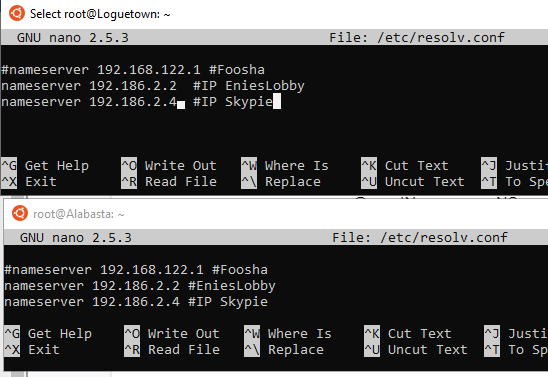 Select root@Loguetown: ~
GNU nano 2.5.3 File: /etc/resolv.conf
#nameserver 192.168.122.1 #Foosha
nameserver 192.186.2.2 #IP EniesLobby
nameserver 192.186.2.4 #IP Skypie
^G Get Help ^O Write Out ^W Where Is ^K Cut Text ^J Justi
^X Exit ^R Read File ^\ Replace ^U Uncut Text ^T To Spe
root@Alabasta: ~
GNU nano 2.5.3 File: /etc/resolv.conf
#nameserver 192.168.122.1 #Foosha
nameserver 192.186.2.2 #EniesLobby
nameserver 192.186.2.4 #IP Skypie
^G Get Help ^O Write Out ^W Where Is ^K Cut Text ^J Justi
^X Exit ^R Read File ^\ Replace ^U Uncut Text ^T To Sp